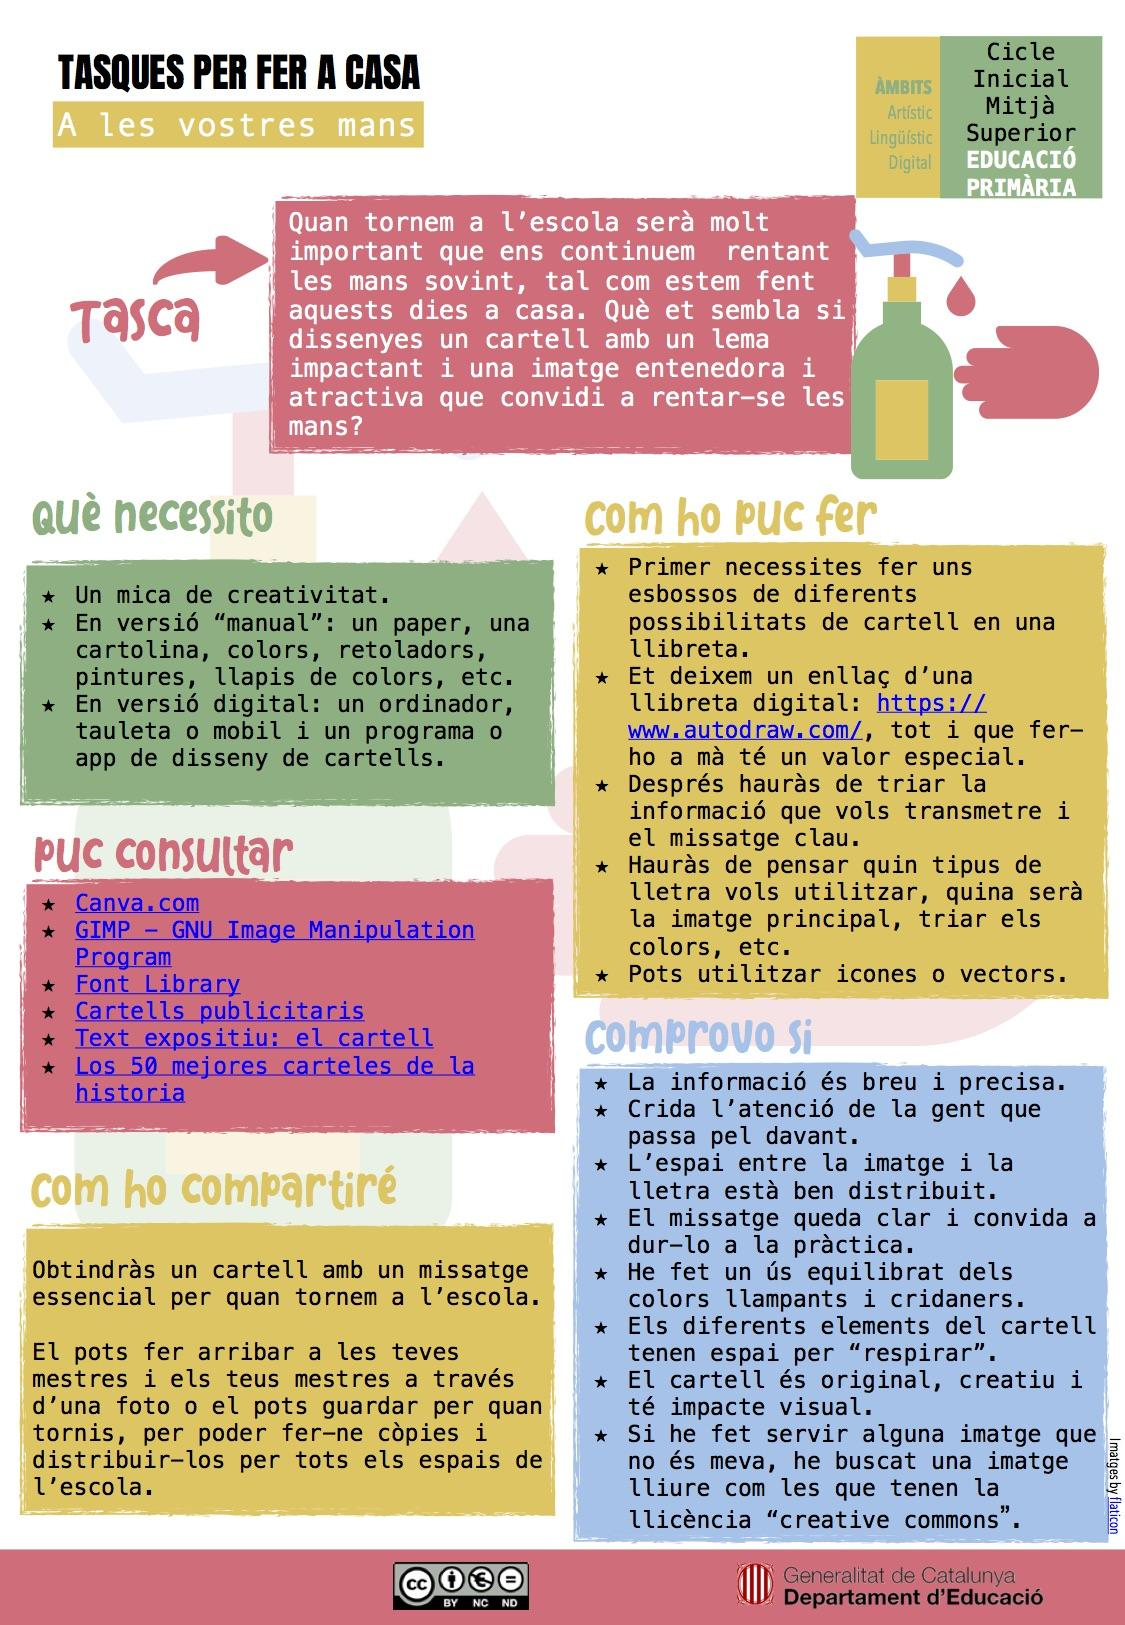 TASQUES PER FER A CASA
A les vostres mans
ÀMBITS
Artístic
Lingüístic
Digital
Cicle
Inicial
Mitjà
Superior
EDUCACIÓ
PRIMÀRIA
Tasca
Quan tornem a l’escola serà molt
important que ens continuem rentant
les mans sovint, tal com estem fent
aquests dies a casa. Què et sembla si
dissenyes un cartell amb un lema
impactant i una imatge entenedora i
atractiva que convidi a rentar-se les
mans?
Què necessito
★ Un mica de creativitat.
★ En versió “manual”: un paper, una
cartolina, colors, retoladors,
pintures, llapis de colors, etc.
★ En versió digital: un ordinador,
tauleta o mobil i un programa o
app de disseny de cartells.
Puc consultar
★ Canva.com
★ GIMP - GNU Image Manipulation
Program
★ Font Library
★ Cartells publicitaris
★ Text expositiu: el cartell
★ Los 50 mejores carteles de la
historia
Com ho compartiré
Obtindràs un cartell amb un missatge
essencial per quan tornem a l’escola.
El pots fer arribar a les teves
mestres i els teus mestres a través
d’una foto o el pots guardar per quan
tornis, per poder fer-ne còpies i
distribuir-los per tots els espais de
l’escola.
Com ho puc fer
★ Primer necessites fer uns
esbossos de diferents
possibilitats de cartell en una
llibreta.
★ Et deixem un enllaç d’una
llibreta digital: https://
www.autodraw.com/, tot i que fer-
ho a mà té un valor especial.
★ Després hauràs de triar la
informació que vols transmetre i
el missatge clau.
★ Hauràs de pensar quin tipus de
lletra vols utilitzar, quina serà
la imatge principal, triar els
colors, etc.
★ Pots utilitzar icones o vectors.
Comprovo si
★ La informació és breu i precisa.
★ Crida l’atenció de la gent que
passa pel davant.
★ L’espai entre la imatge i la
lletra està ben distribuit.
★ El missatge queda clar i convida a
dur-lo a la pràctica.
★ He fet un ús equilibrat dels
colors llampants i cridaners.
★ Els diferents elements del cartell
tenen espai per “respirar”.
★ El cartell és original, creatiu i
té impacte visual.
★ Si he fet servir alguna imatge que
no és meva, he buscat una imatge
lliure com les que tenen la
llicència “creative commons”.
Imatges by flaticon
cc BY NC ND
Generalitat de Catalunya
Departament d’Educació